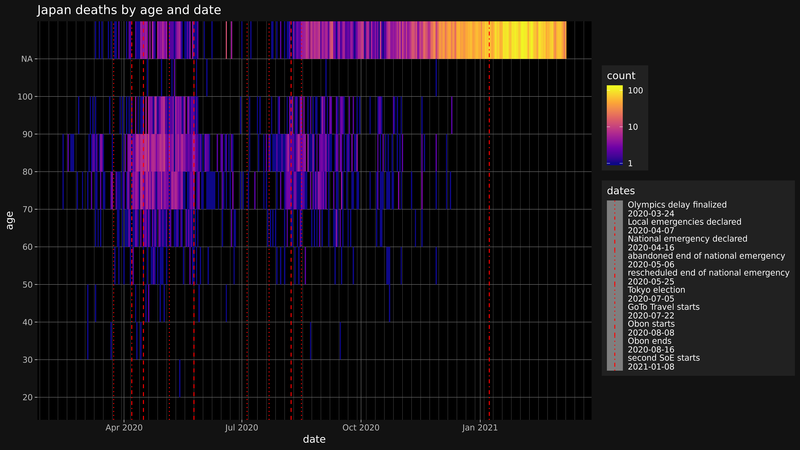 Japan deaths by age and date
NA
100
90
80
70
60
50
40
30
20
age
Apr 2020
Jul 2020
Oct 2020
Jan 2021
date
count
100
10
1
dates
Olympics delay finalized
2020-03-24
Local emergencies declared
2020-04-07
National emergency declared
2020-04-16
abandoned end of national emergency
2020-05-06
rescheduled end of national emergency
2020-05-25
Tokyo election
2020-07-05
GoTo Travel starts
2020-07-22
Obon starts
2020-08-08
Obon ends
2020-08-16
second SoE starts
2021-01-08